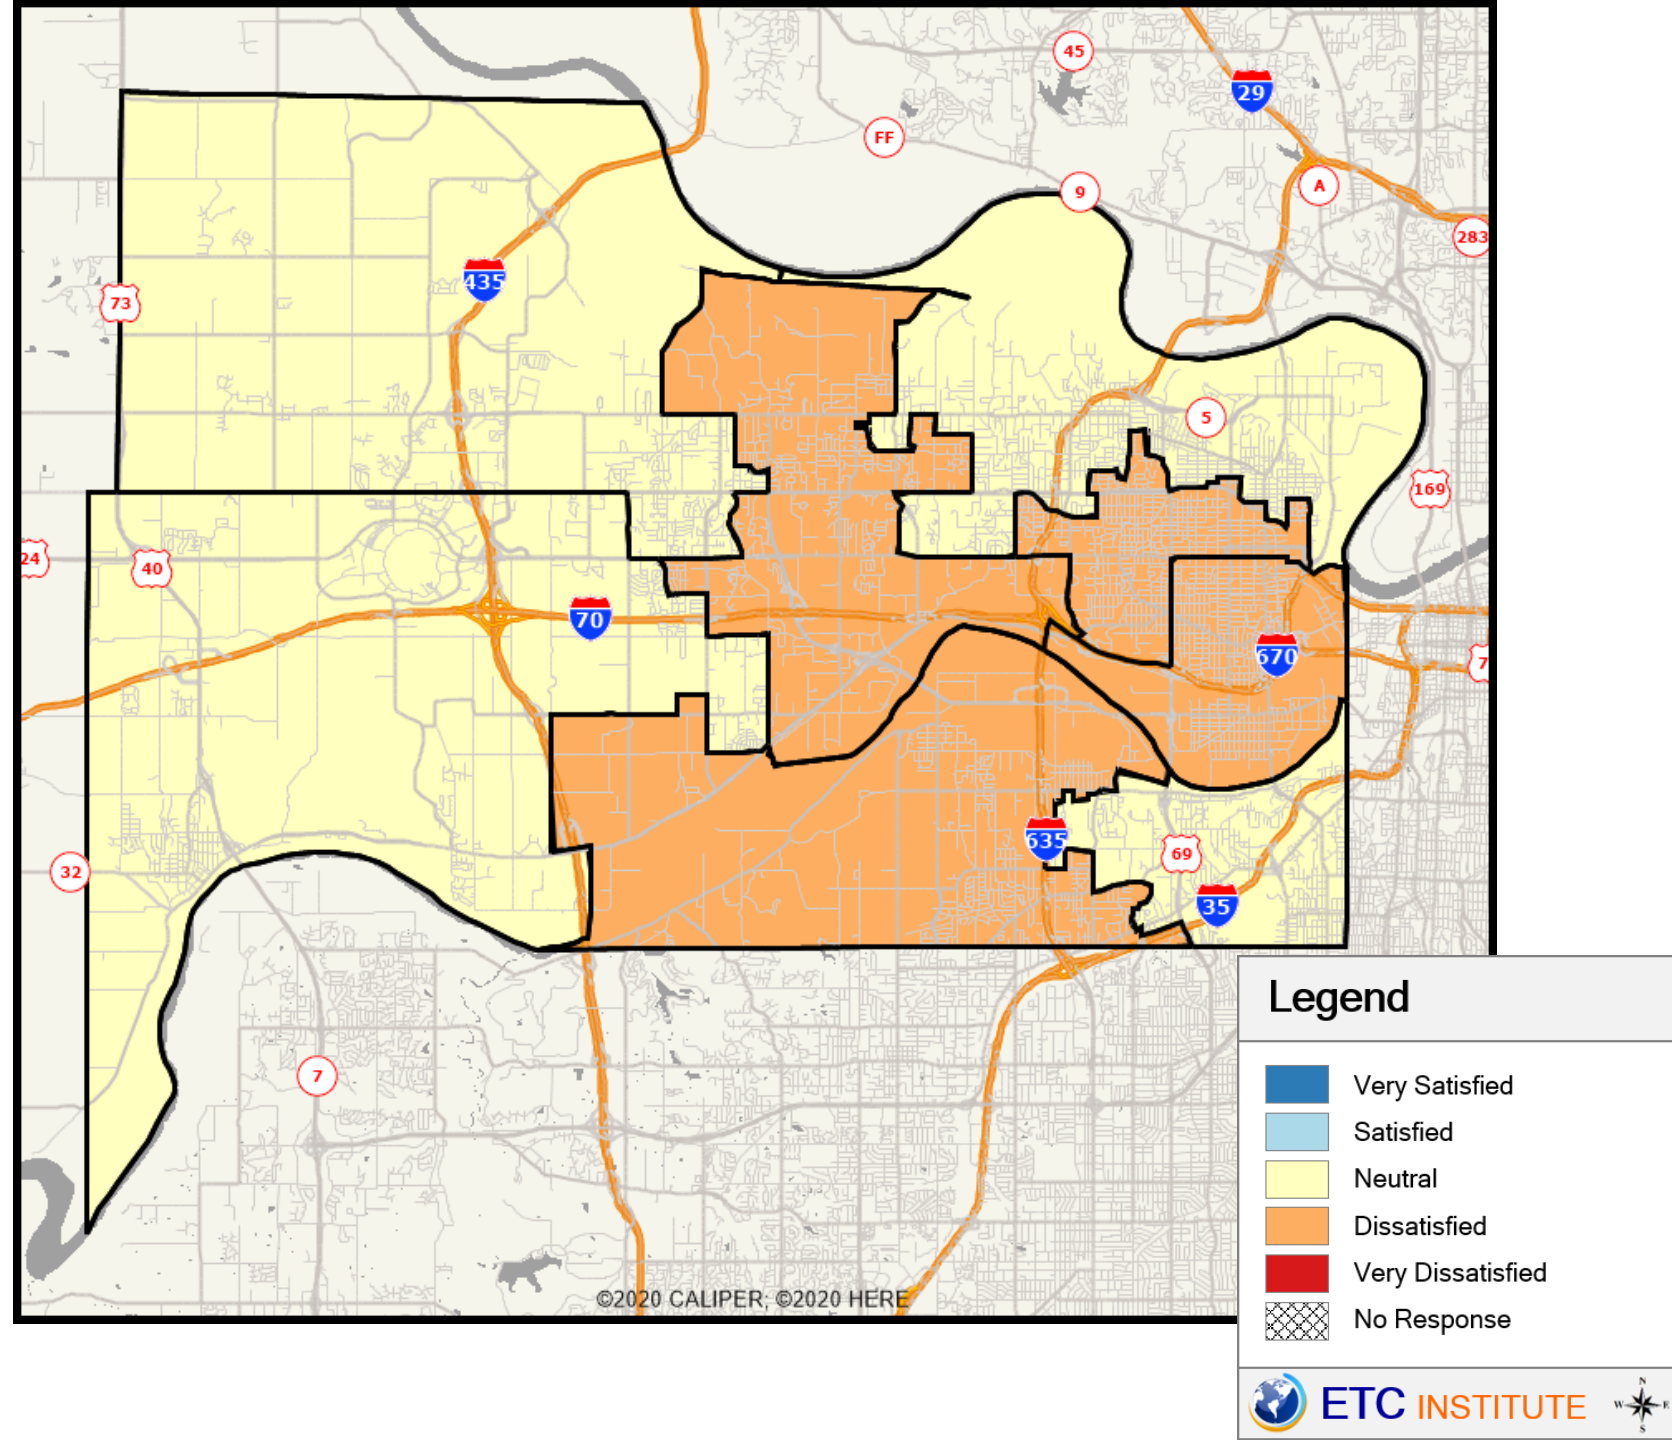 45
29
FF
A
9
283
435
73
5
169
24
40
70
670
7
635
69
32
35
7
©2020 CALIPER; ©2020 HERE
Legend
Very Satisfied
Satisfied
Neutral
Dissatisfied
Very Dissatisfied
No Response
ETC INSTITUTE
N
W E
S